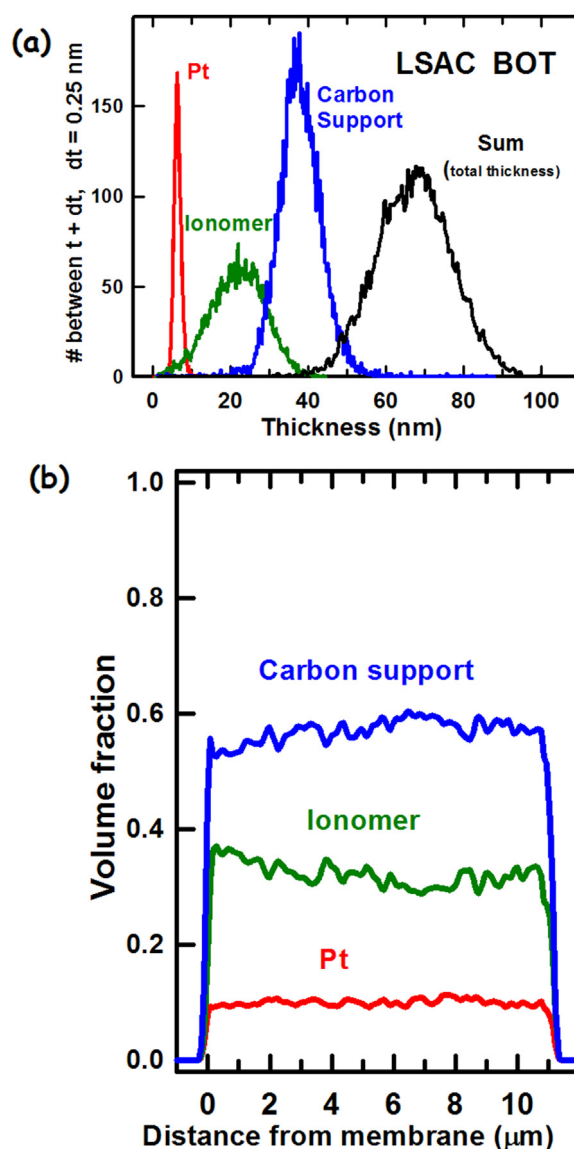 (a)
LSAC BOT
Pt
Carbon
Support
Sum
(total thickness)
Ionomer
# between t + dt, dt = 0.25 nm
150
100
50
0
0 20 40 60 80 100
Thickness (nm)
(b)
1.0
0.8
0.6
0.4
0.2
0.0
Volume fraction
Carbon support
Ionomer
Pt
0 2 4 6 8 10
Distance from membrane (μm)